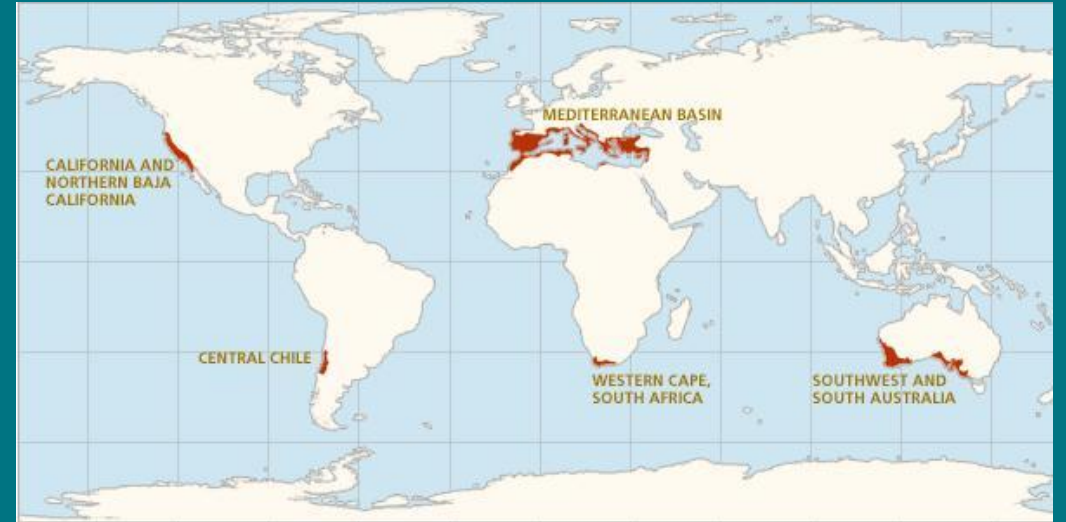 MEDITERRANEAN BASIN
CALIFORNIA AND
NORTHERN BAJA
CALIFORNIA
CENTRAL CHILE
WESTERN CAPE,
SOUTH AFRICA
SOUTHWEST AND
SOUTH AUSTRALIA